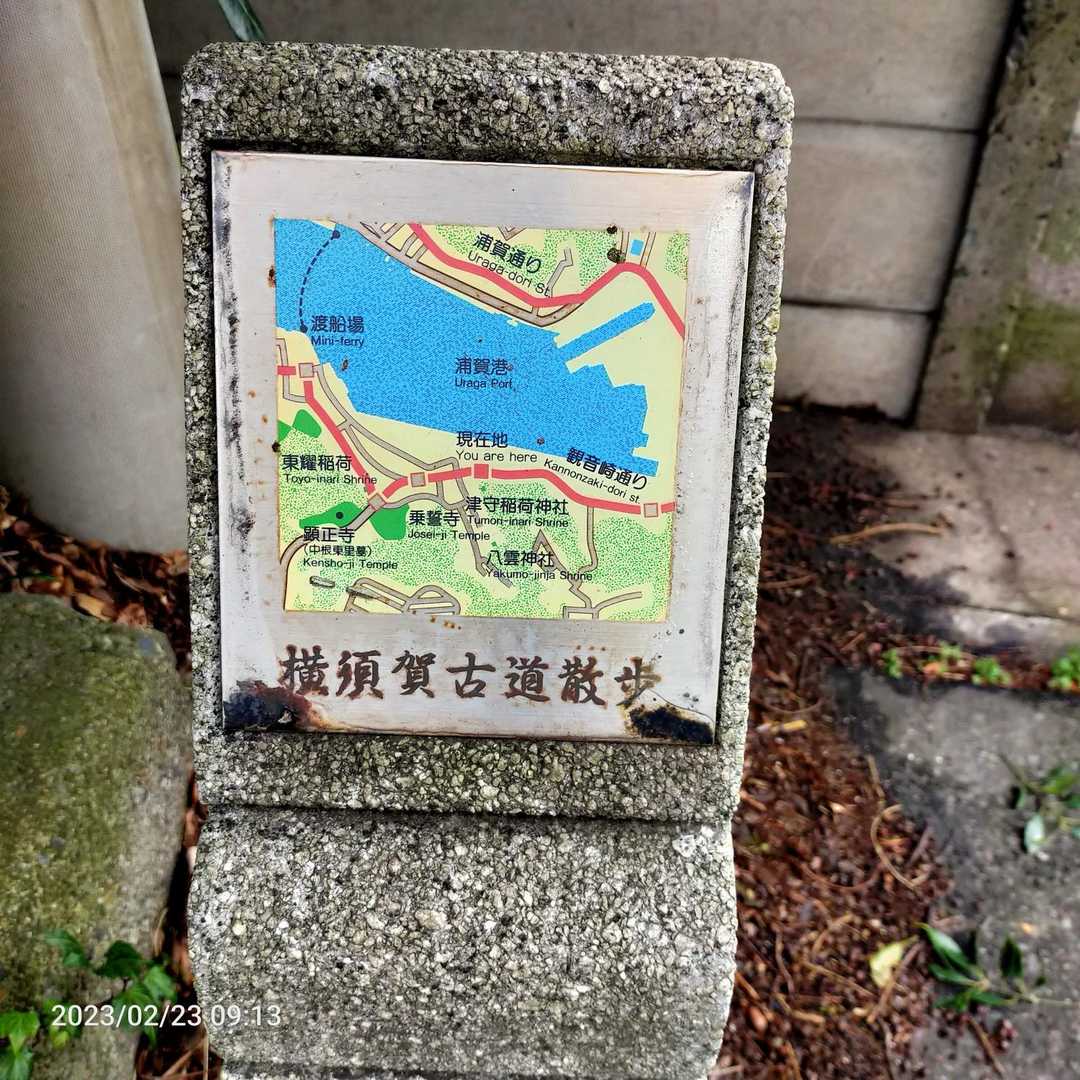 浦賀通り
Uraga-dori St.
渡船場
Mini-ferry
浦賀港
Uraga Port
現在地
You are here
観音崎通り
Kannonzaki-dori st
東耀稲荷
Toyo-inari Shrine
津守稲荷神社
Tumori-inari Shrine
乗誓寺
Josei-ji Temple
顕正寺
(中根東里墓)
Kensho-ji Temple
八雲神社
Yakumo-jinja Shrine
横須賀古道散歩
2023/02/23 09:13